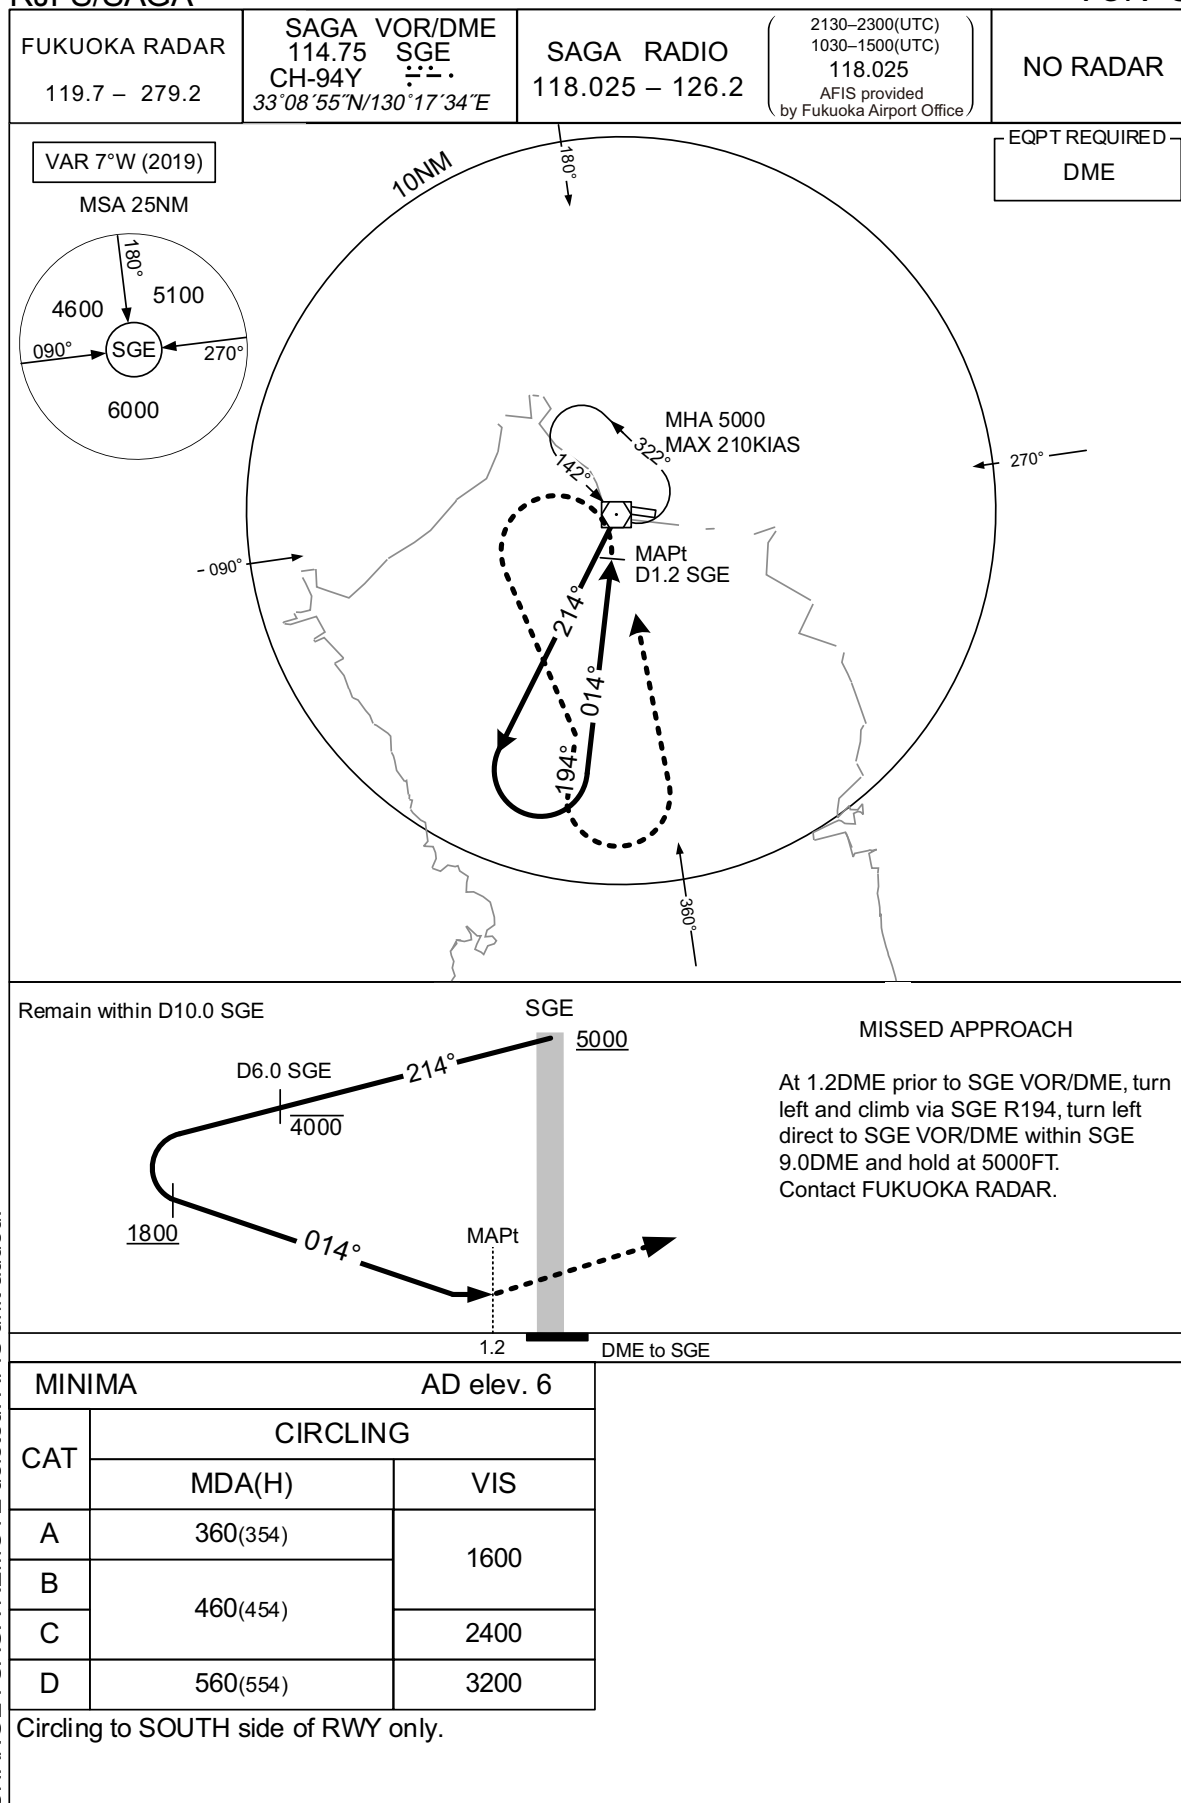 FUKUOKA RADAR
119.7 – 279.2
SAGA VOR/DME
114.75 SGE
CH-94Y
33°08´55˝N/130°17´34˝E
SAGA RADIO
118.025 – 126.2
2130–2300(UTC)
1030–1500(UTC)
118.025
AFIS provided
by Fukuoka Airport Office
NO RADAR
VAR 7°W (2019)
MSA 25NM
180°
4600
5100
090°
SGE
270°
6000
10NM
180°
EQPT REQUIRED
DME
MHA 5000
MAX 210KIAS
322°
142°
270°
090°
MAPt
D1.2 SGE
214°
014°
194°
360°
Remain within D10.0 SGE
SGE
5000
214°
D6.0 SGE
4000
1800
014°
MAPt
1.2
DME to SGE
MISSED APPROACH
At 1.2DME prior to SGE VOR/DME, turn
left and climb via SGE R194, turn left
direct to SGE VOR/DME within SGE
9.0DME and hold at 5000FT.
Contact FUKUOKA RADAR.
MINIMA AD elev. 6
CAT
CIRCLING
MDA(H) VIS
A 360(354) 1600
B 460(454)
C 2400
D 560(554) 3200
Circling to SOUTH side of RWY only.